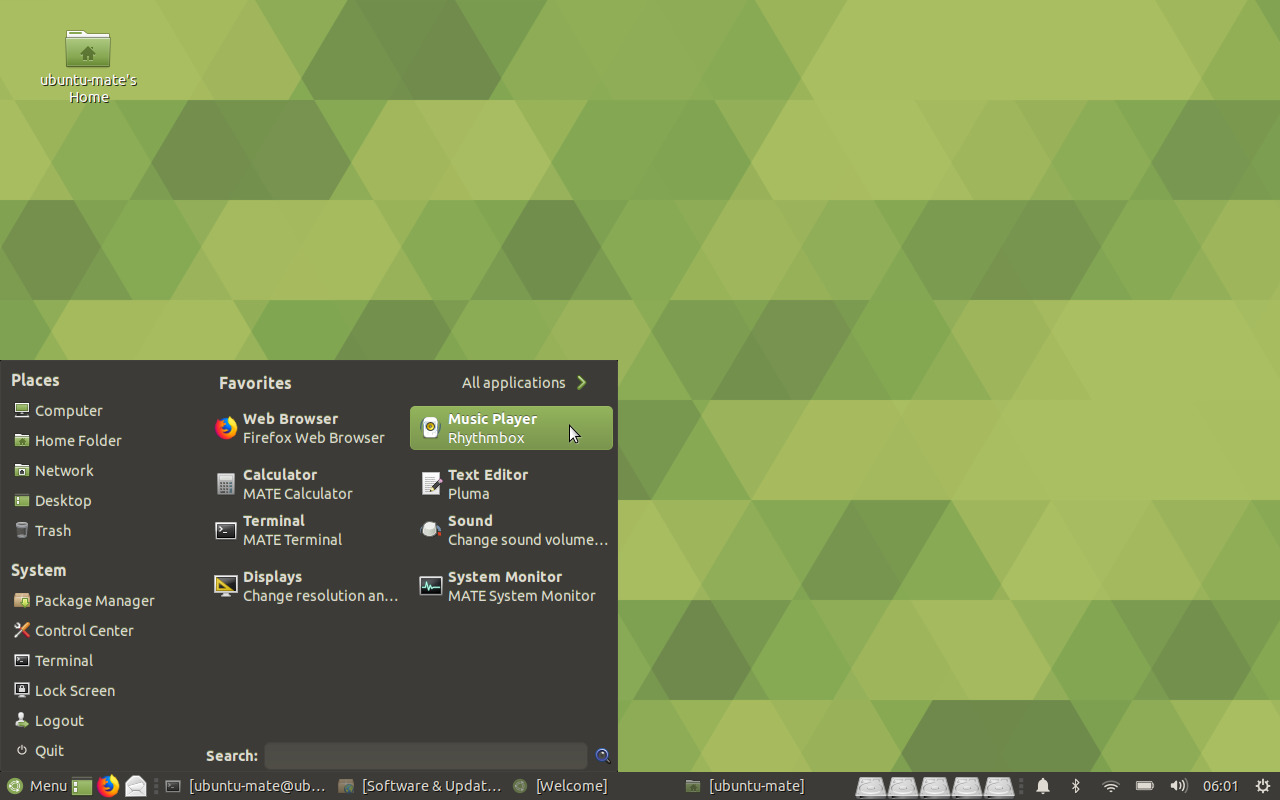 ubuntu-mate's
Home
Places
Computer
Home Folder
Network
Desktop
Trash
System
Package Manager
Control Center
Terminal
Lock Screen
Logout
Quit
Favorites
All applications
Web Browser
Firefox Web Browser
Music Player
Rhythmbox
Calculator
MATE Calculator
Text Editor
Pluma
Terminal
MATE Terminal
Sound
Change sound volume...
Displays
Change resolution an...
System Monitor
MATE System Monitor
Search:
Menu
[ubuntu-mate@ub...
[Software & Updat...
[Welcome]
[ubuntu-mate]
06:01